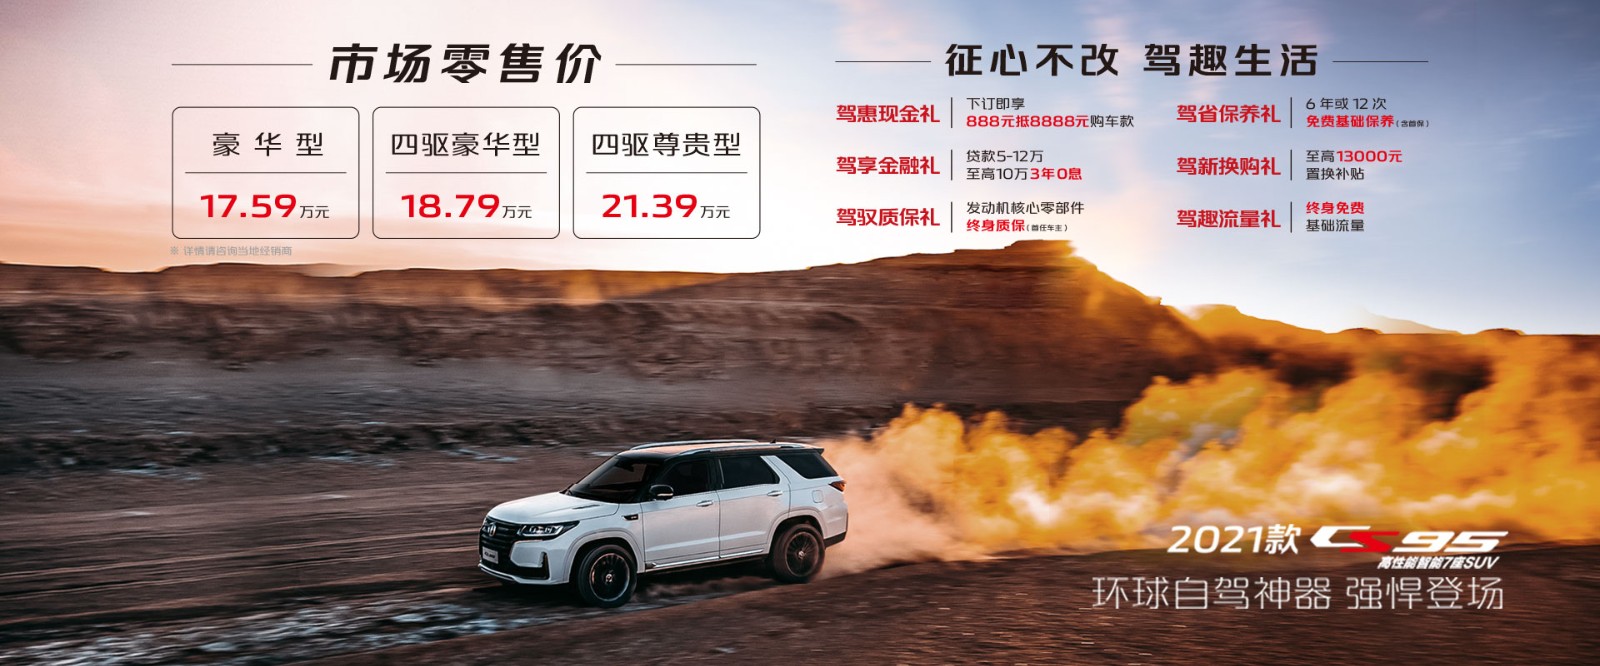 市场零售价
豪华型
17.59万元
四驱豪华型
18.79万元
四驱尊贵型
21.39万元
※ 详情请咨询当地经销商
征心不改 驾趣生活
驾惠现金礼
下订即享
888元抵8888元购车款
驾享金融礼
贷款5-12万
至高10万3年0息
驾驭质保礼
发动机核心零部件
终身质保(首任车主)
驾省保养礼
6 年或 12 次
免费基础保养(含首保)
驾新换购礼
至高13000元
置换补贴
驾趣流量礼
终身免费
基础流量
2021款 CS95
高性能智能7座SUV
环球自驾神器 强悍登场